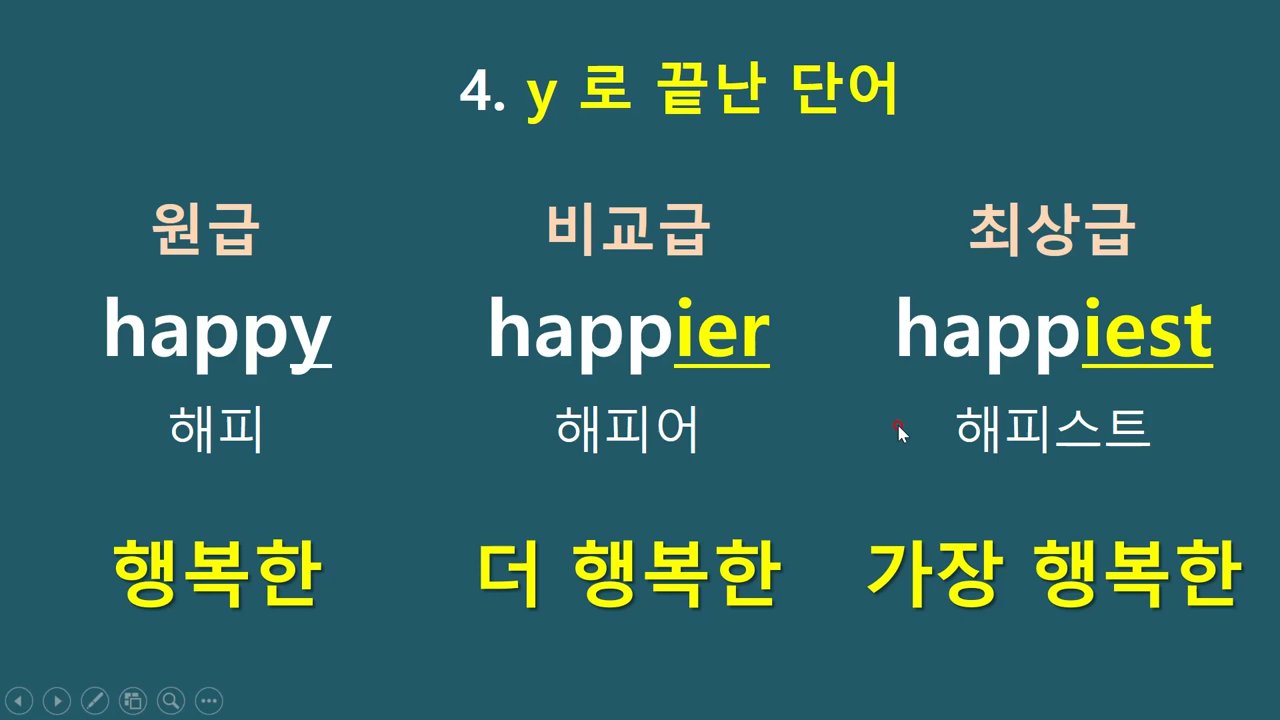 4. y 로 끝난 단어
원급 비교급 최상급
happy happier happiest
해피 해피어 해피스트
행복한 더 행복한 가장 행복한